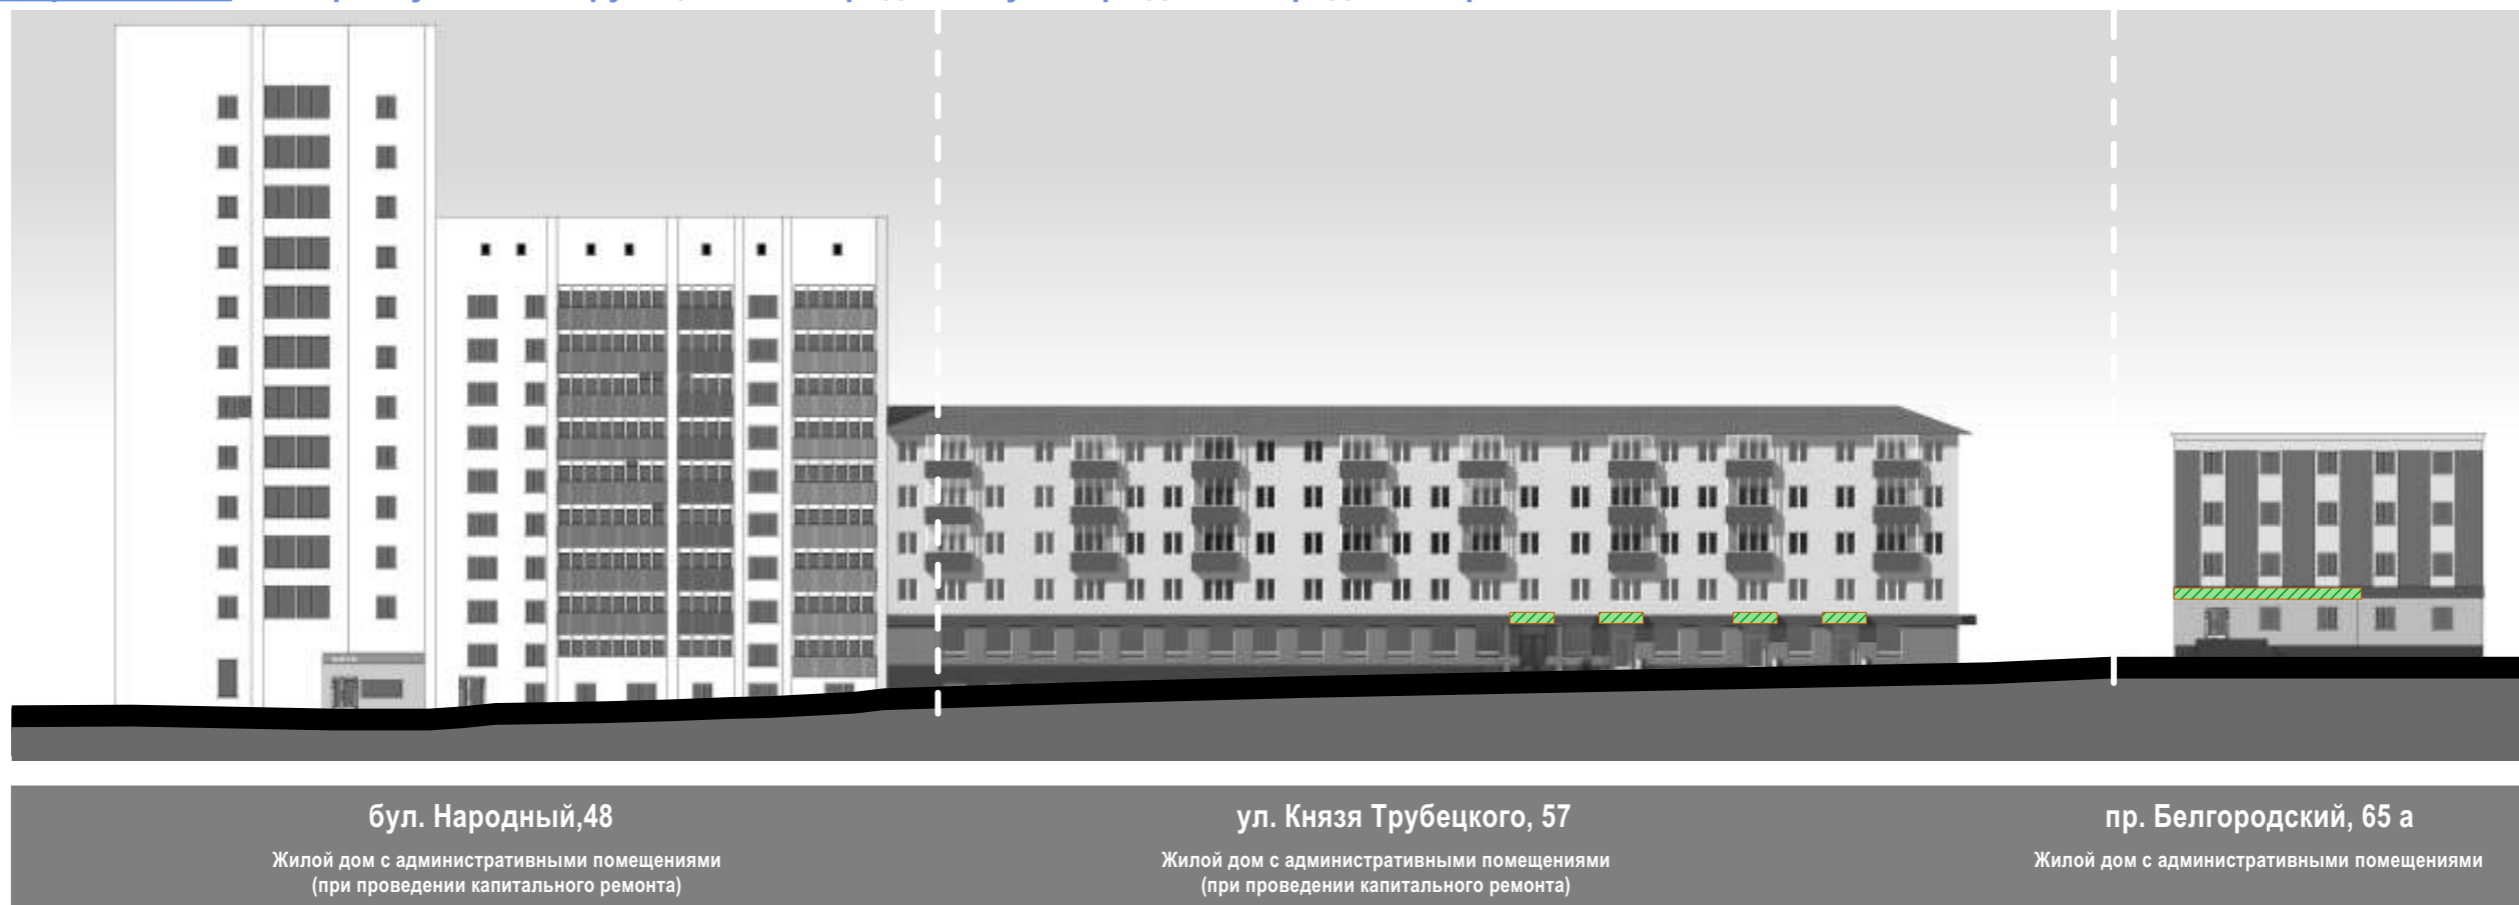 бул. Народный,48
Жилой дом с административными помещениями
(при проведении капитального ремонта)
ул. Князя Трубецкого, 57
Жилой дом с административными помещениями
(при проведении капитального ремонта)
пр. Белгородский, 65 а
Жилой дом с административными помещениями